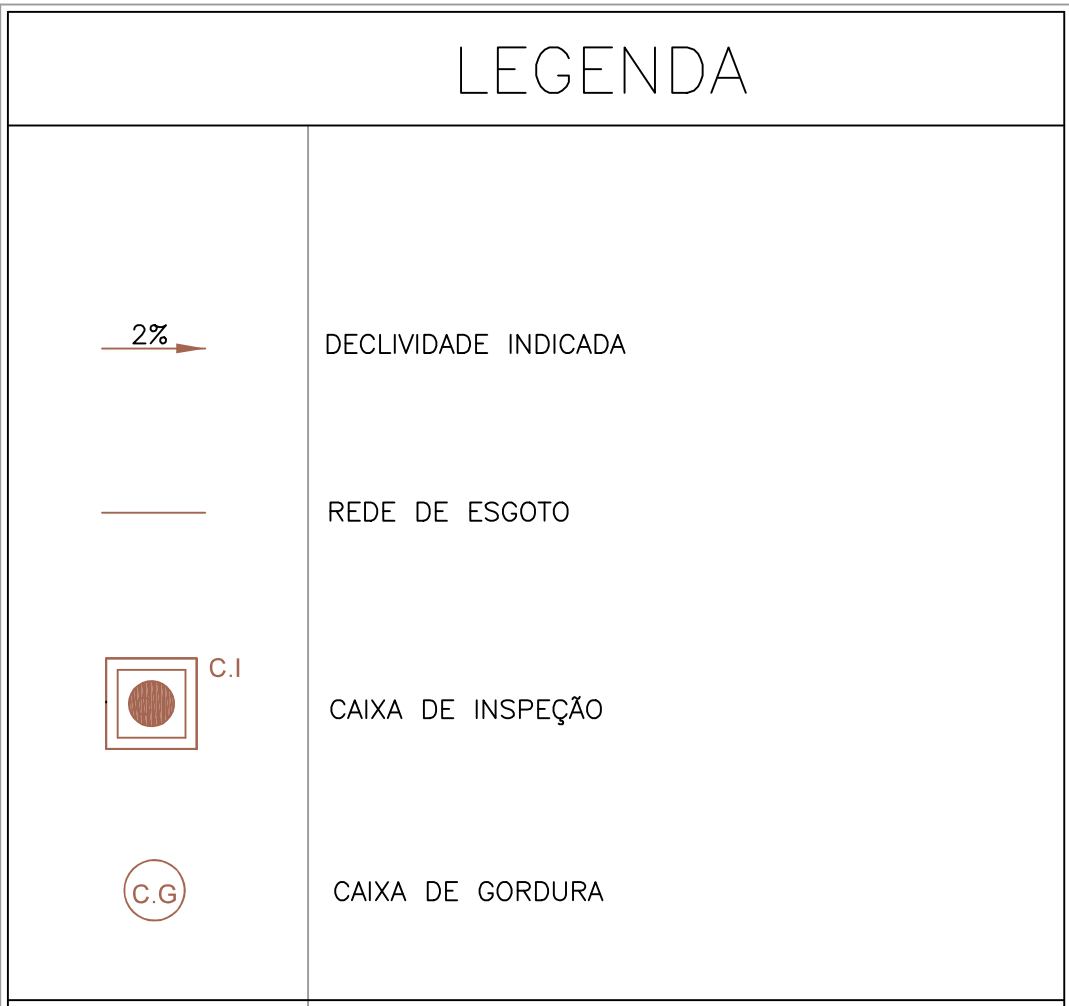 LEGENDA
2%
DECLIVIDADE INDICADA
REDE DE ESGOTO
C.I
CAIXA DE INSPEÇÃO
C.G
CAIXA DE GORDURA